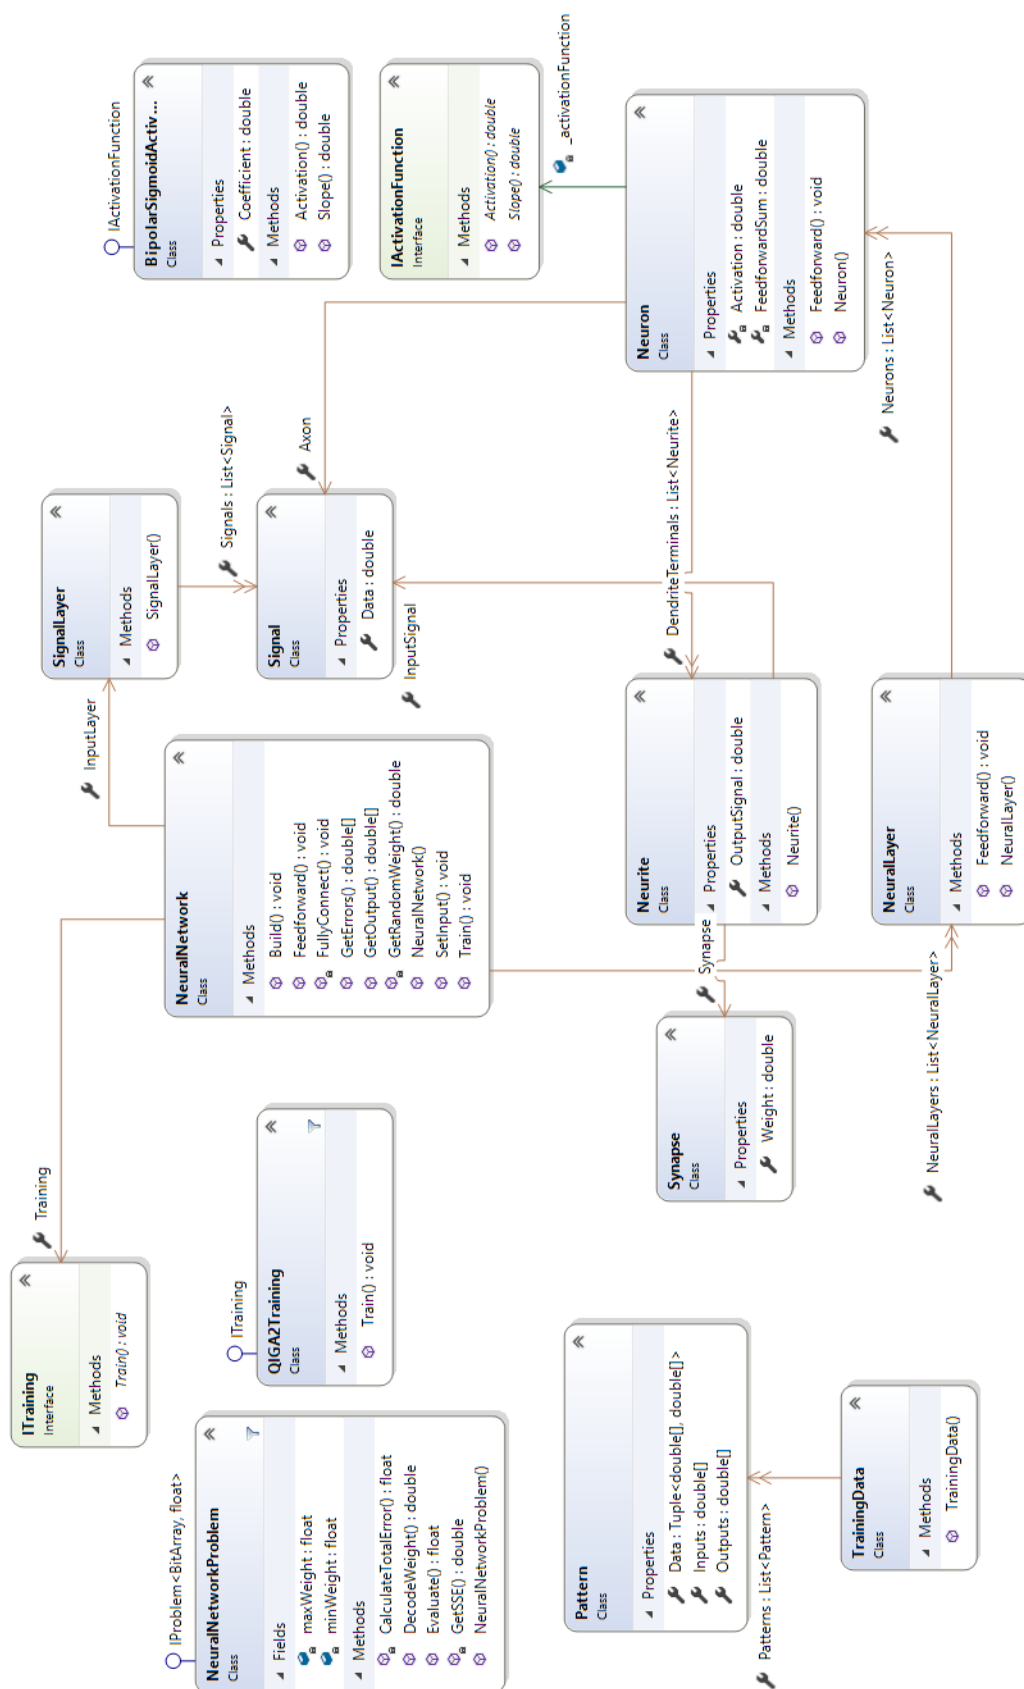 IProblem<BitArray, float>
NeuralNetworkProblem
Class
Fields
maxWeight : float
minWeight : float
Methods
CalculateTotalError() : float
DecodeWeight() : double
Evaluate() : float
GetSSE() : double
NeuralNetworkProblem()
ITraining
Interface
Methods
Train() : void
Training
ITraining
QIGA2Training
Class
Methods
Train() : void
NeuralNetwork
Class
Methods
Build() : void
Feedforward() : void
FullyConnect() : void
GetErrors() : double[]
GetOutput() : double[]
GetRandomWeight() : double
NeuralNetwork()
SetInput() : void
Train() : void
InputLayer
SignalLayer
Class
Methods
SignalLayer()
Signals : List<Signal>
Signal
Class
Properties
Data : double
InputSignal
Axon
IActivationFunction
BipolarSigmoidActiv...
Class
Properties
Coefficient : double
Methods
Activation() : double
Slope() : double
IActivationFunction
Interface
Methods
Activation() : double
Slope() : double
_activationFunction
Pattern
Class
Properties
Data : Tuple<double[], double[]>
Inputs : double[]
Outputs : double[]
Patterns : List<Pattern>
TrainingData
Class
Methods
TrainingData()
Synapse
Class
Properties
Weight : double
Synapse
Neurite
Class
Properties
OutputSignal : double
Methods
Neurite()
DendriteTerminals : List<Neurite>
Neuron
Class
Properties
Activation : double
FeedforwardSum : double
Methods
Feedforward() : void
Neuron()
NeuralLayers : List<NeuralLayer>
NeuralLayer
Class
Methods
Feedforward() : void
NeuralLayer()
Neurons : List<Neuron>